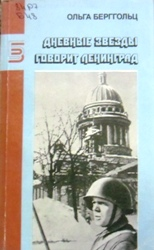 ОЛЬГА БЕРГГОЛЬЦ
ДНЕВНЫЕ ЗВЕЗДЫ
ГОВОРИТ ЛЕНИНГРАД